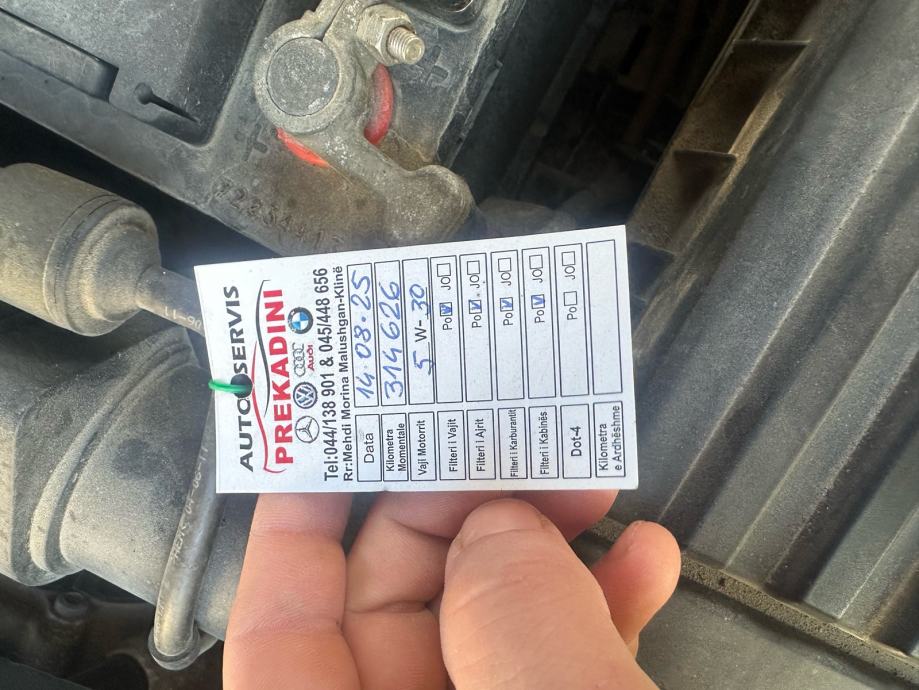 AUTO SERVIS
PREKADINI
Audi
Tel:044/138 901 & 045/448 656
Rr:Mehdi Morina Malushgan-Klinë
Data 14.08.25
Kilometra Momentale 314626
Vaji Motorrit 5 W- 30
Filteri i Vajit Po☑ JO☐
Filteri i Ajrit Po☑ JO☐
Filteri i Karburantit Po☑ JO☐
Filteri i Kabinës Po☑ JO☐
Dot-4 Po☐ JO☐
Kilometra e Ardhëshme